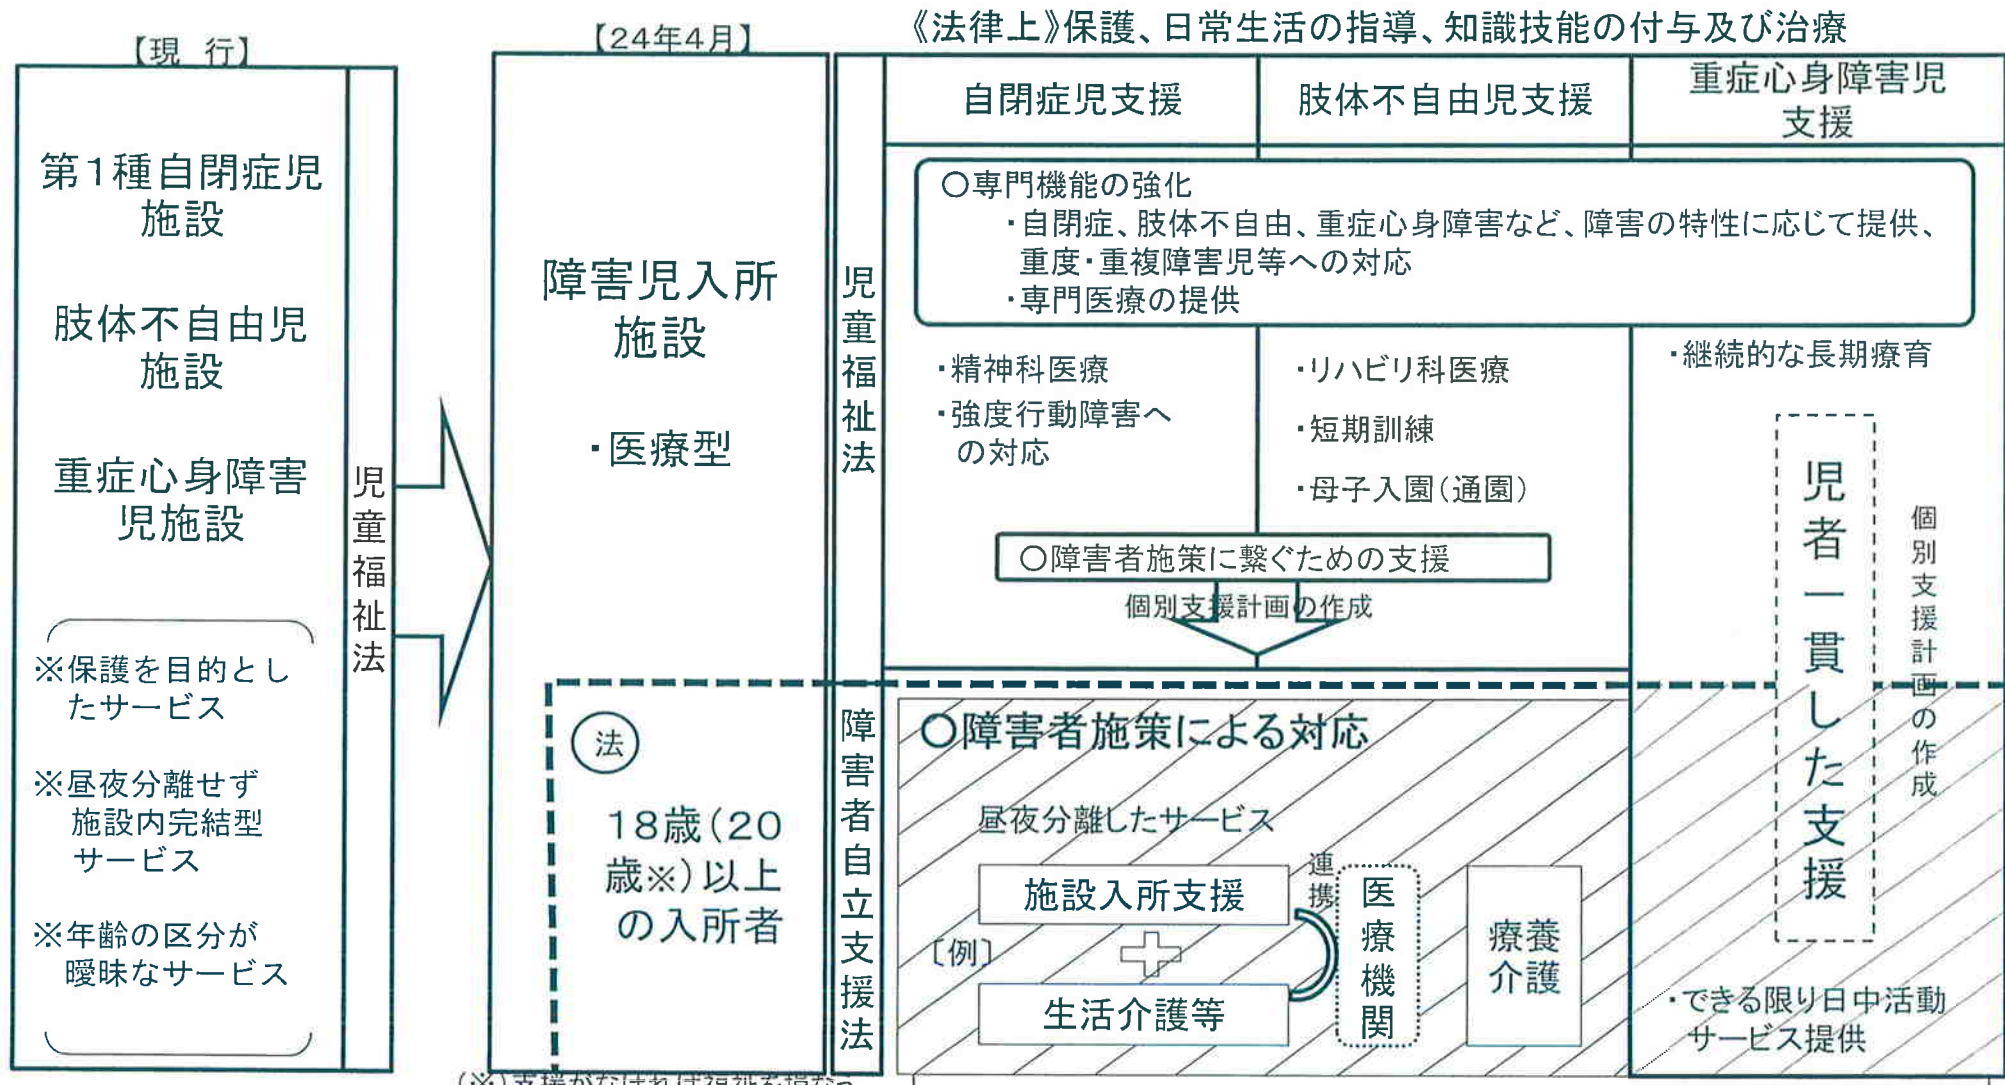 【現 行】
第1種自閉症児
施設
肢体不自由児
施設
重症心身障害
児施設
※保護を目的とし
たサービス
※昼夜分離せず
施設内完結型
サービス
※年齢の区分が
曖昧なサービス
児童福祉法
【24年4月】
障害児入所
施設
・医療型
法
18歳(20
歳※)以上
の入所者
児童福祉法
障害者自立支援法
《法律上》保護、日常生活の指導、知識技能の付与及び治療
自閉症児支援
肢体不自由児支援
重症心身障害児
支援
○専門機能の強化
・自閉症、肢体不自由、重症心身障害など、障害の特性に応じて提供、
重度・重複障害児等への対応
・専門医療の提供
・精神科医療
・強度行動障害へ
の対応
・リハビリ科医療
・短期訓練
・母子入園(通園)
・継続的な長期療育
○障害者施策に繋ぐための支援
個別支援計画の作成
児者一貫した支援
個別支援計画の作成
○障害者施策による対応
昼夜分離したサービス
施設入所支援
〔例〕
生活介護等
連携
医療機関
療養
介護
・できる限り日中活動
サービス提供
(※)支援がなければ福祉を損なう